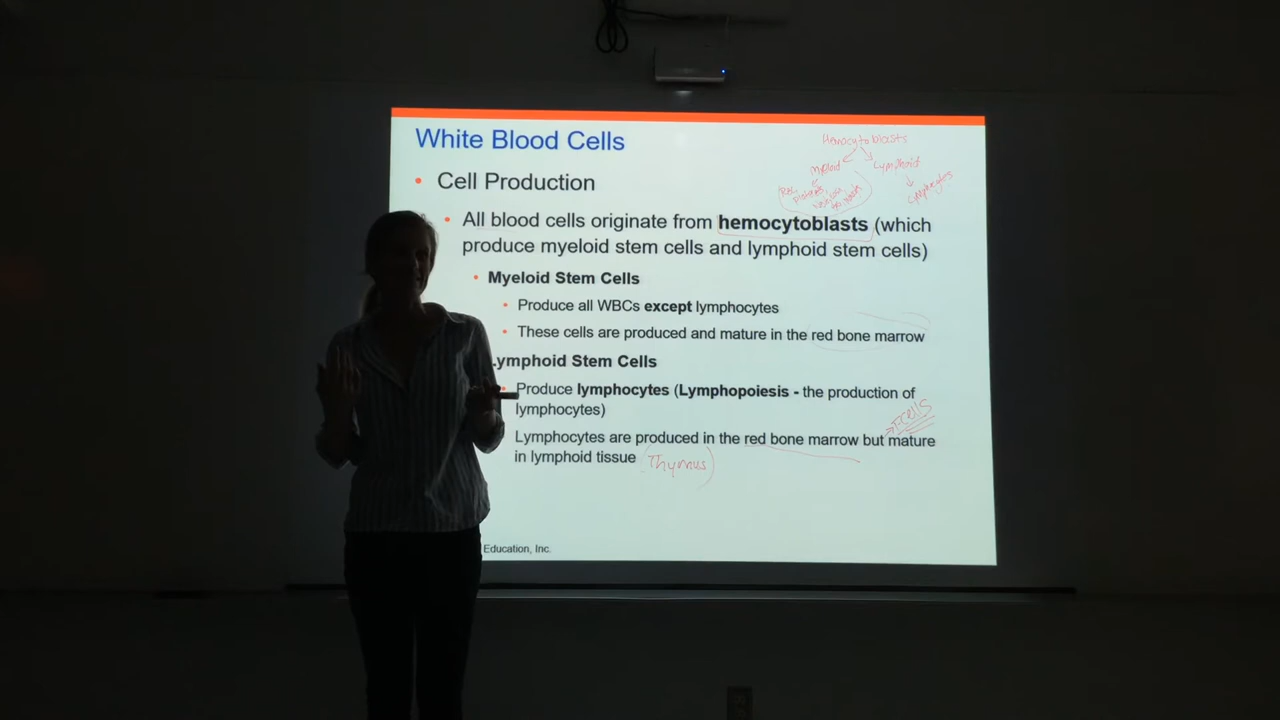 White Blood Cells
Hemocytoblasts
Myeloid
Lymphoid
RBC
Platelets
Lymphocytes
• Cell Production
• All blood cells originate from hemocytoblasts (which
produce myeloid stem cells and lymphoid stem cells)
• Myeloid Stem Cells
• Produce all WBCs except lymphocytes
• These cells are produced and mature in the red bone marrow
ymphoid Stem Cells
• Produce lymphocytes (Lymphopoiesis - the production of
lymphocytes)
T-cells
Lymphocytes are produced in the red bone marrow but mature
in lymphoid tissue (Thymus)
Education, Inc.